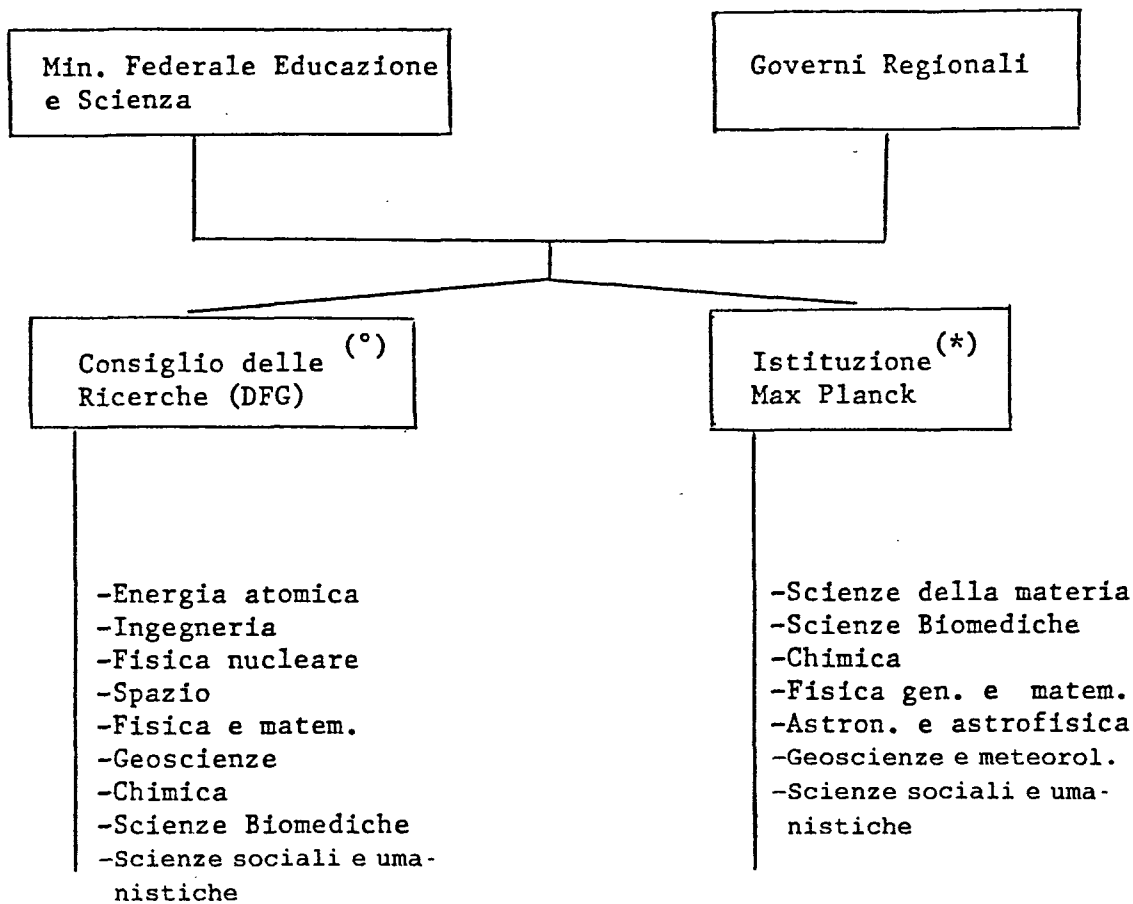 Min. Federale Educazione
e Scienza
Governi Regionali
Consiglio delle (°)
Ricerche (DFG)
Istituzione (*)
Max Planck
-Energia atomica
-Ingegneria
-Fisica nucleare
-Spazio
-Fisica e matem.
-Geoscienze
-Chimica
-Scienze Biomediche
-Scienze sociali e uma-
nistiche
-Scienze della materia
-Scienze Biomediche
-Chimica
-Fisica gen. e matem.
-Astron. e astrofisica
-Geoscienze e meteorol.
-Scienze sociali e uma-
nistiche